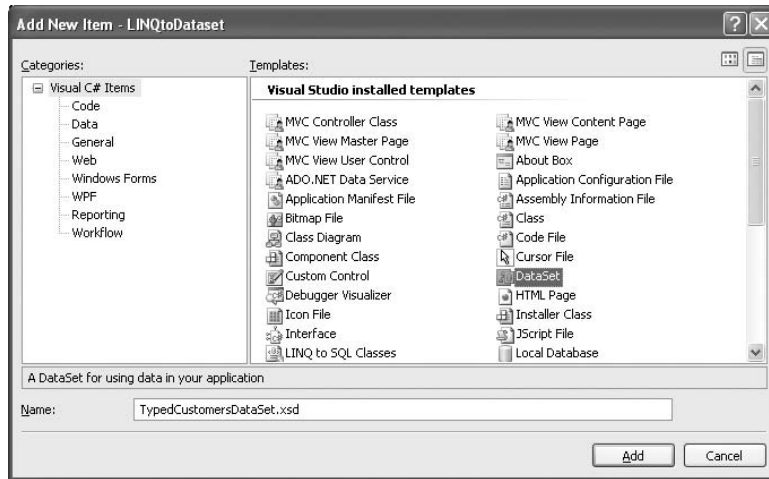 Add New Item - LINQtoDataset
Categories:
Templates:
Visual C# Items
Code
Data
General
Web
Windows Forms
WPF
Reporting
Workflow
Visual Studio installed templates
MVC Controller Class
MVC View Content Page
MVC View Master Page
MVC View Page
MVC View User Control
About Box
ADO.NET Data Service
Application Configuration File
Application Manifest File
Assembly Information File
Bitmap File
Class
Class Diagram
Code File
Component Class
Cursor File
Custom Control
DataSet
Debugger Visualizer
HTML Page
Icon File
Installer Class
Interface
JScript File
LINQ to SQL Classes
Local Database
A DataSet for using data in your application
Name:
TypedCustomersDataSet.xsd
Add
Cancel